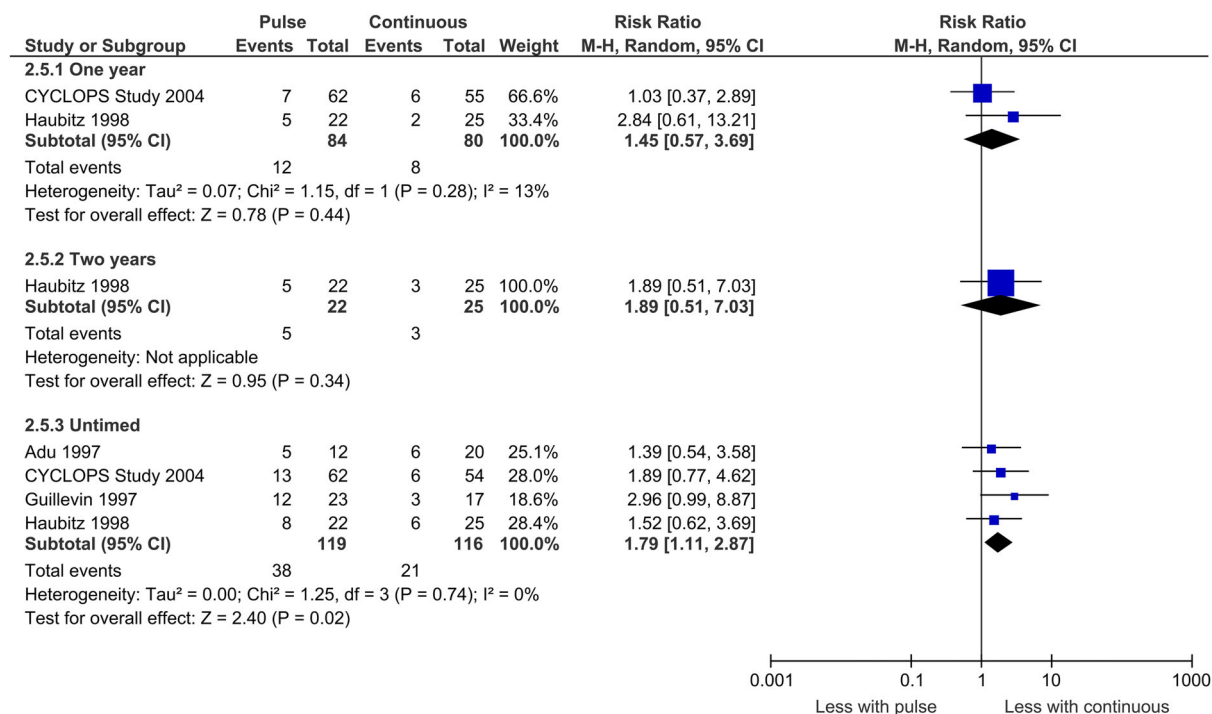 Pulse Continuous Risk Ratio Risk Ratio
Study or Subgroup Events Total Events Total Weight M-H, Random, 95% CI M-H, Random, 95% CI
2.5.1 One year
CYCLOPS Study 2004 7 62 6 55 66.6% 1.03 [0.37, 2.89]
Haubitz 1998 5 22 2 25 33.4% 2.84 [0.61, 13.21]
Subtotal (95% CI) 84 80 100.0% 1.45 [0.57, 3.69]
Total events 12 8
Heterogeneity: Tau² = 0.07; Chi² = 1.15, df = 1 (P = 0.28); I² = 13%
Test for overall effect: Z = 0.78 (P = 0.44)
2.5.2 Two years
Haubitz 1998 5 22 3 25 100.0% 1.89 [0.51, 7.03]
Subtotal (95% CI) 22 25 100.0% 1.89 [0.51, 7.03]
Total events 5 3
Heterogeneity: Not applicable
Test for overall effect: Z = 0.95 (P = 0.34)
2.5.3 Untimed
Adu 1997 5 12 6 20 25.1% 1.39 [0.54, 3.58]
CYCLOPS Study 2004 13 62 6 54 28.0% 1.89 [0.77, 4.62]
Guillevin 1997 12 23 3 17 18.6% 2.96 [0.99, 8.87]
Haubitz 1998 8 22 6 25 28.4% 1.52 [0.62, 3.69]
Subtotal (95% CI) 119 116 100.0% 1.79 [1.11, 2.87]
Total events 38 21
Heterogeneity: Tau² = 0.00; Chi² = 1.25, df = 3 (P = 0.74); I² = 0%
Test for overall effect: Z = 2.40 (P = 0.02)
0.001 0.1 1 10 1000
Less with pulse Less with continuous